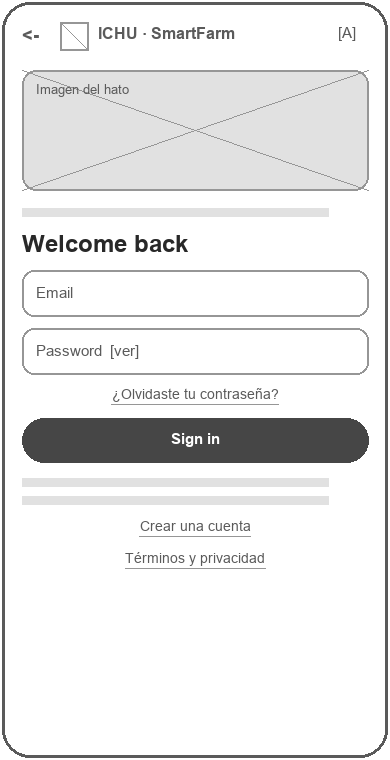 <- ICHU · SmartFarm [A]
Imagen del hato
Welcome back
Email
Password [ver]
¿Olvidaste tu contraseña?
Sign in
Crear una cuenta
Términos y privacidad